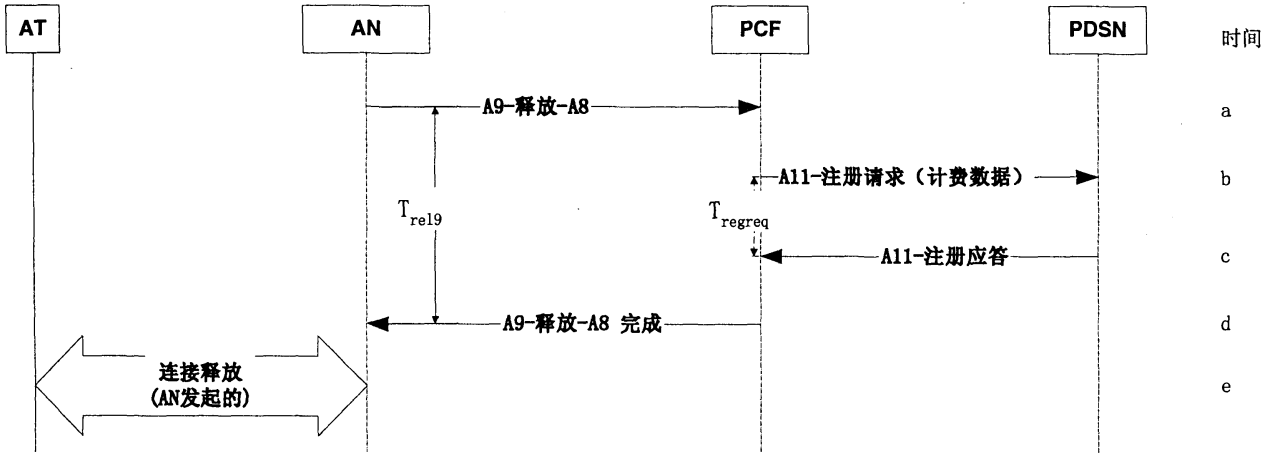 AT
AN
PCF
PDSN
时间
A9-释放-A8
a
A11-注册请求（计费数据）
b
T_rel9
T_regreq
A11-注册应答
c
A9-释放-A8 完成
d
连接释放
(AN发起的)
e